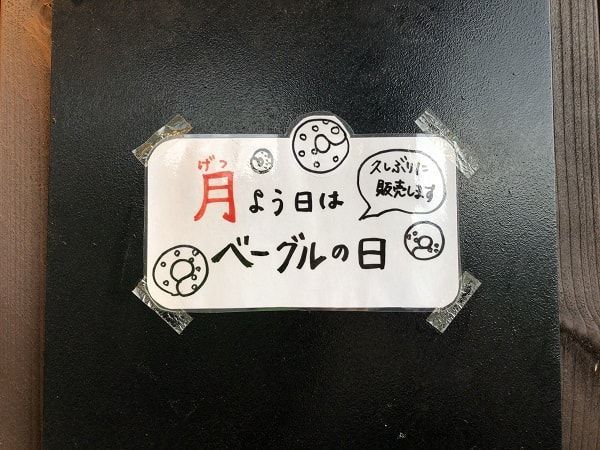 げつ
月よう日は
ベーグルの日
久しぶりに
販売します